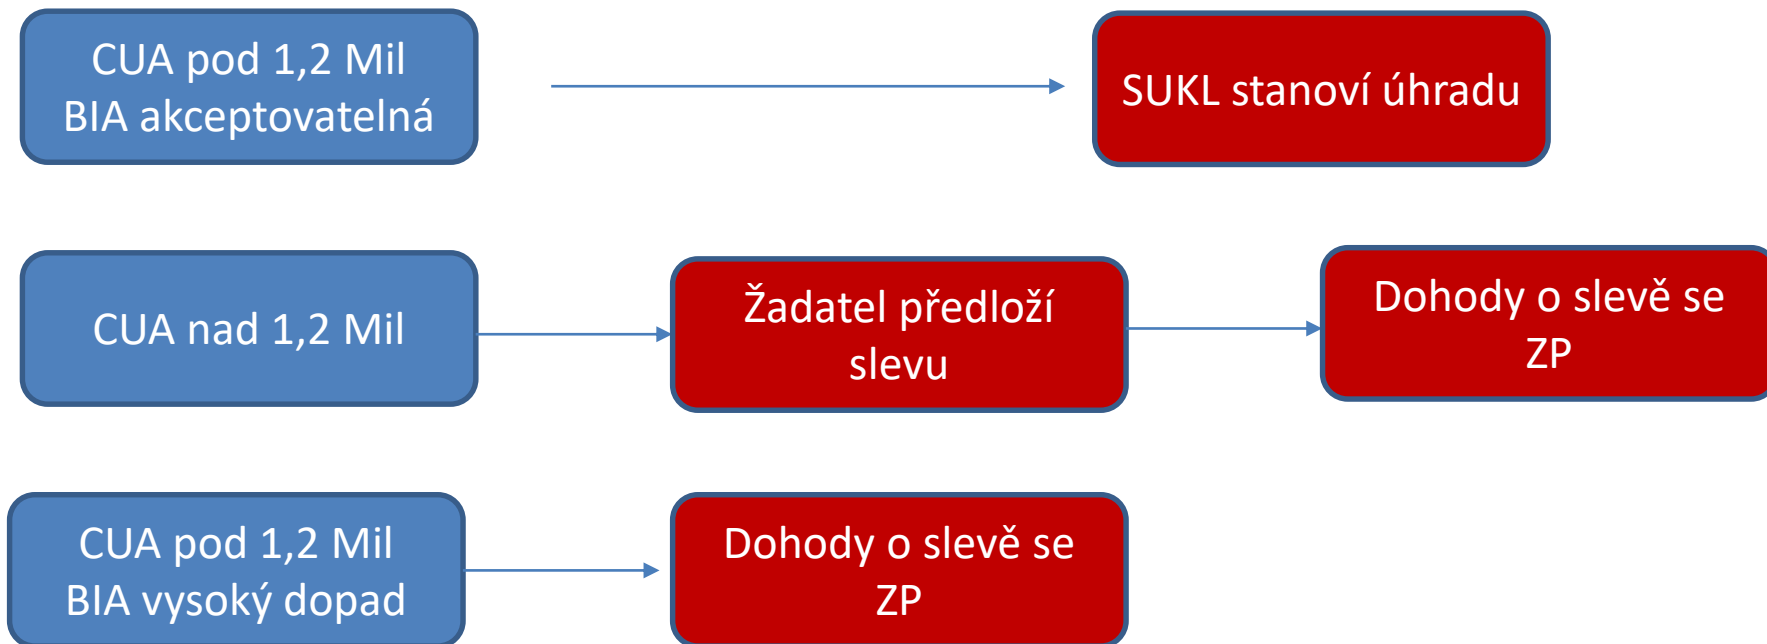 CUA pod 1,2 Mil
BIA akceptovatelná
SUKL stanoví úhradu
CUA nad 1,2 Mil
Žadatel předloží
slevu
Dohody o slevě se
ZP
CUA pod 1,2 Mil
BIA vysoký dopad
Dohody o slevě se
ZP